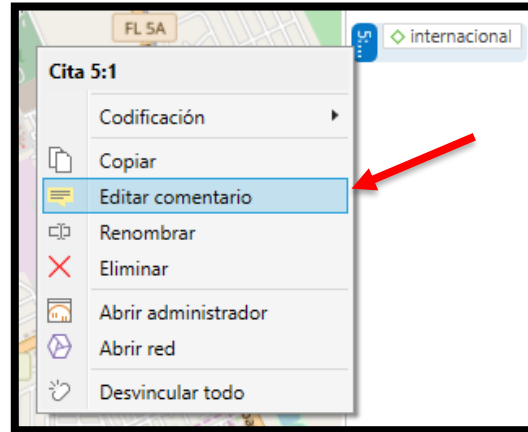 FL 5A
5:...
internacional
Cita 5:1
Codificación
Copiar
Editar comentario
Renombrar
Eliminar
Abrir administrador
Abrir red
Desvincular todo